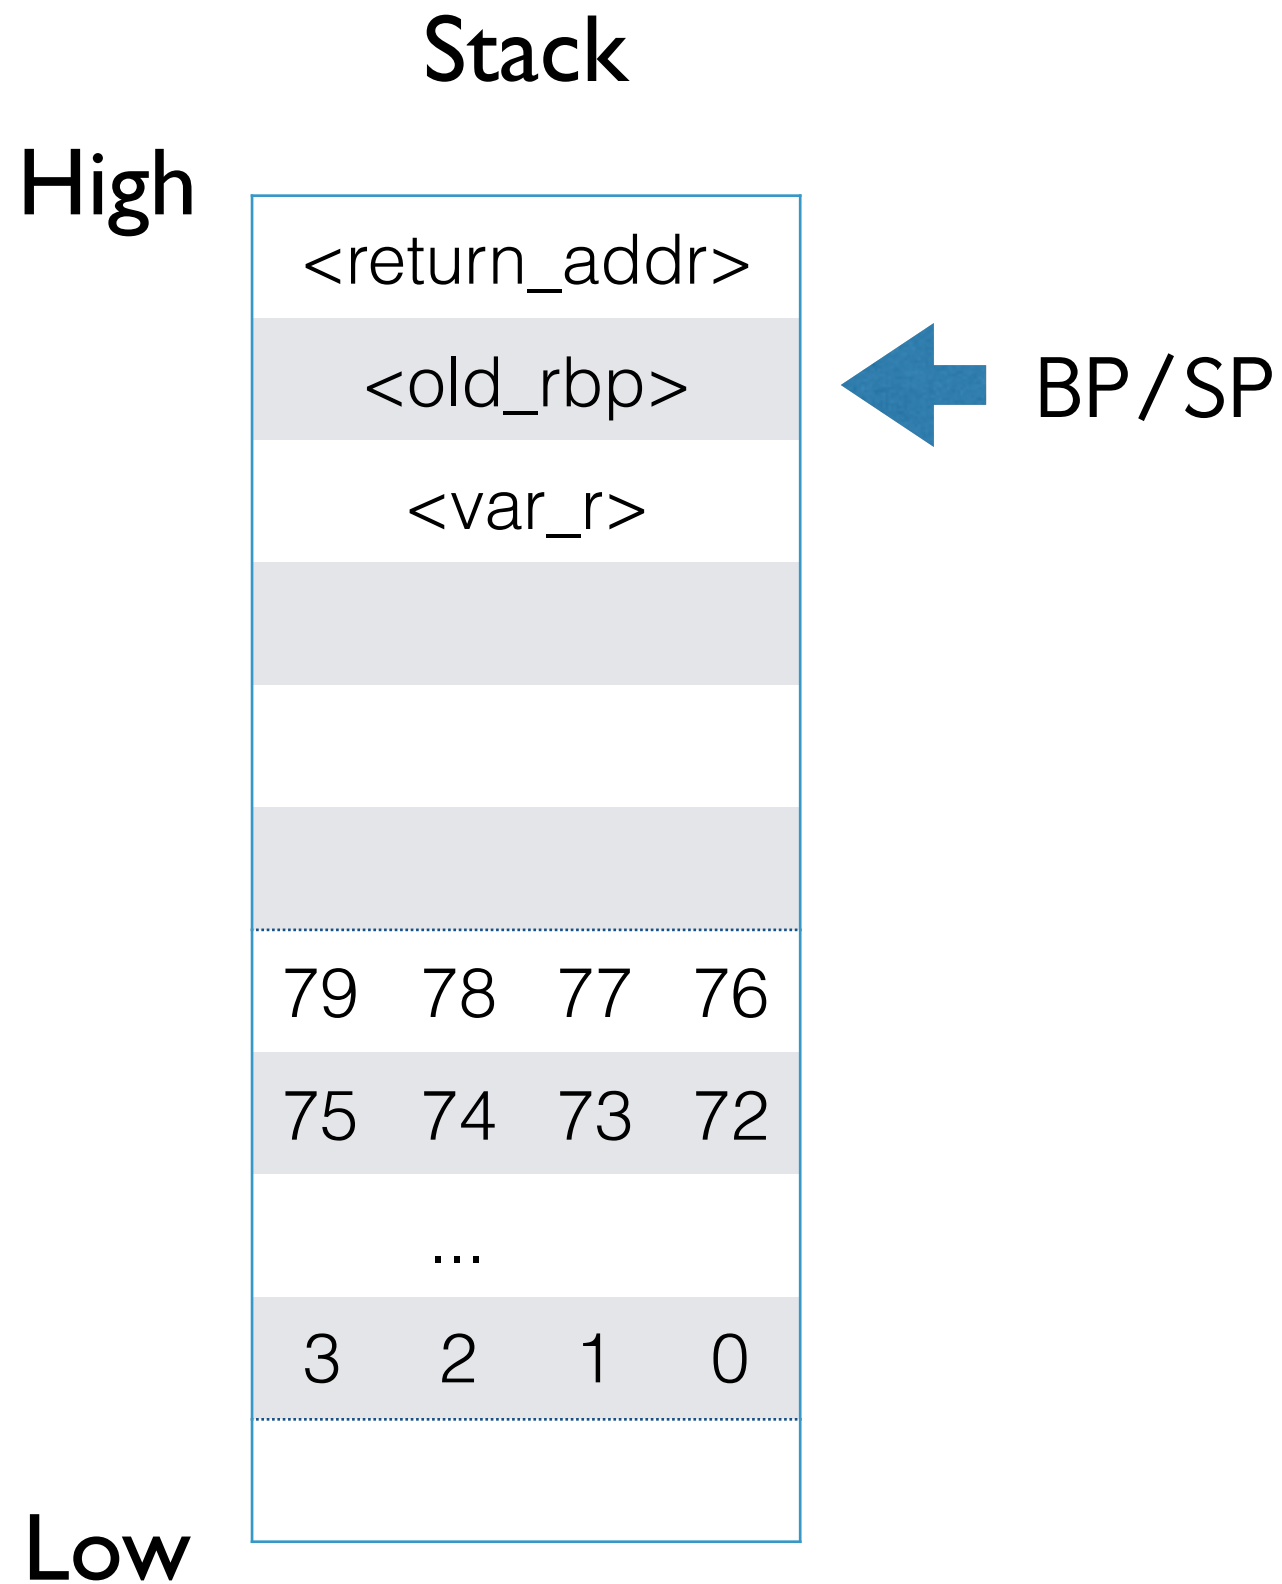 Stack
High
<return_addr>
<old_rbp>
BP/SP
<var_r>
79 78 77 76
75 74 73 72
...
3 2 1 0
Low